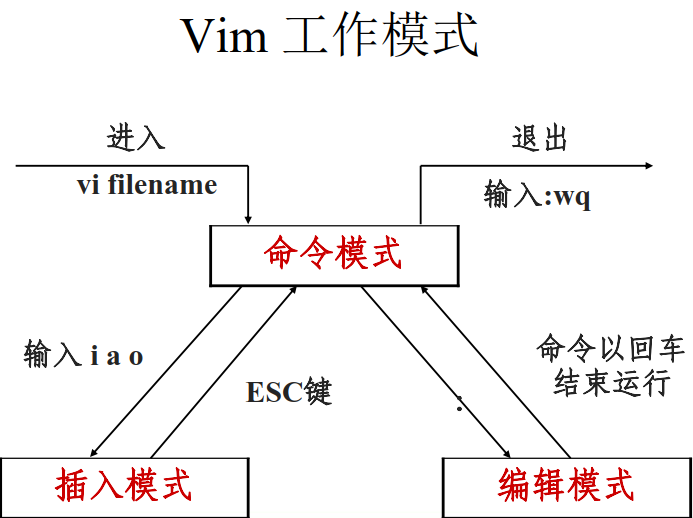 Vim 工作模式
进入
vi filename
退出
输入:wq
命令模式
输入 i a o
ESC键
:
命令以回车
结束运行
插入模式
编辑模式